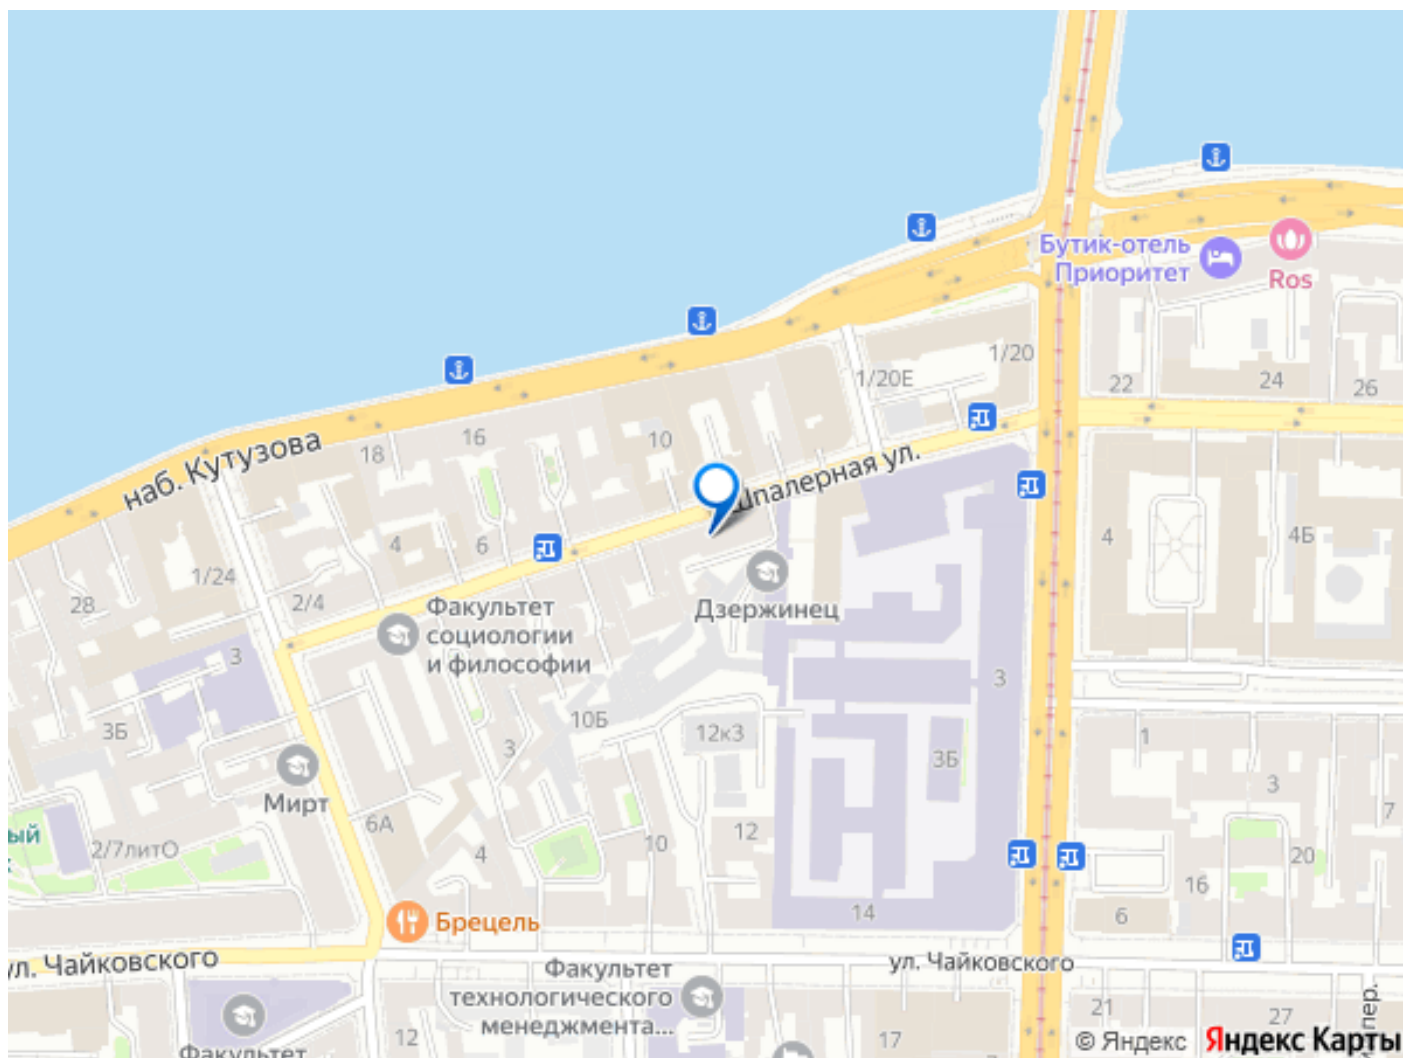 Бутик-отель
Приоритет
Ros
1/20
1/20Е
22
24
26
наб. Кутузова
16
18
10
Шпалерная ул.
4
6
1/24
2/4
28
4
4Б
Дзержинец
Факультет
социологии
и философии
3
3Б
10Б
3
12к3
3
3Б
1
3
7
Мирт
6А
ый
к
2/7литО
4
10
12
20
16
14
6
Брецель
ул. Чайковского
ул. Чайковского
Факультет
технологического
менеджмента...
Факультет
12
17
21
27
пер.
© Яндекс
Яндекс Карты